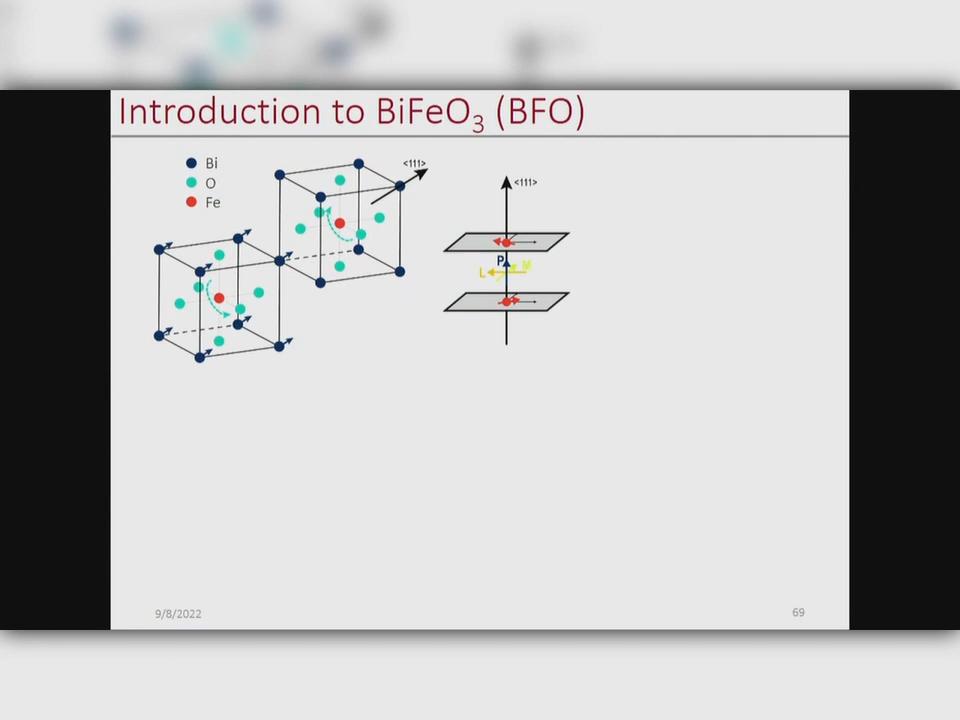 Introduction to BiFeO₃ (BFO)
Bi
O
Fe
<111>
<111>
P
M
L
9/8/2022
69